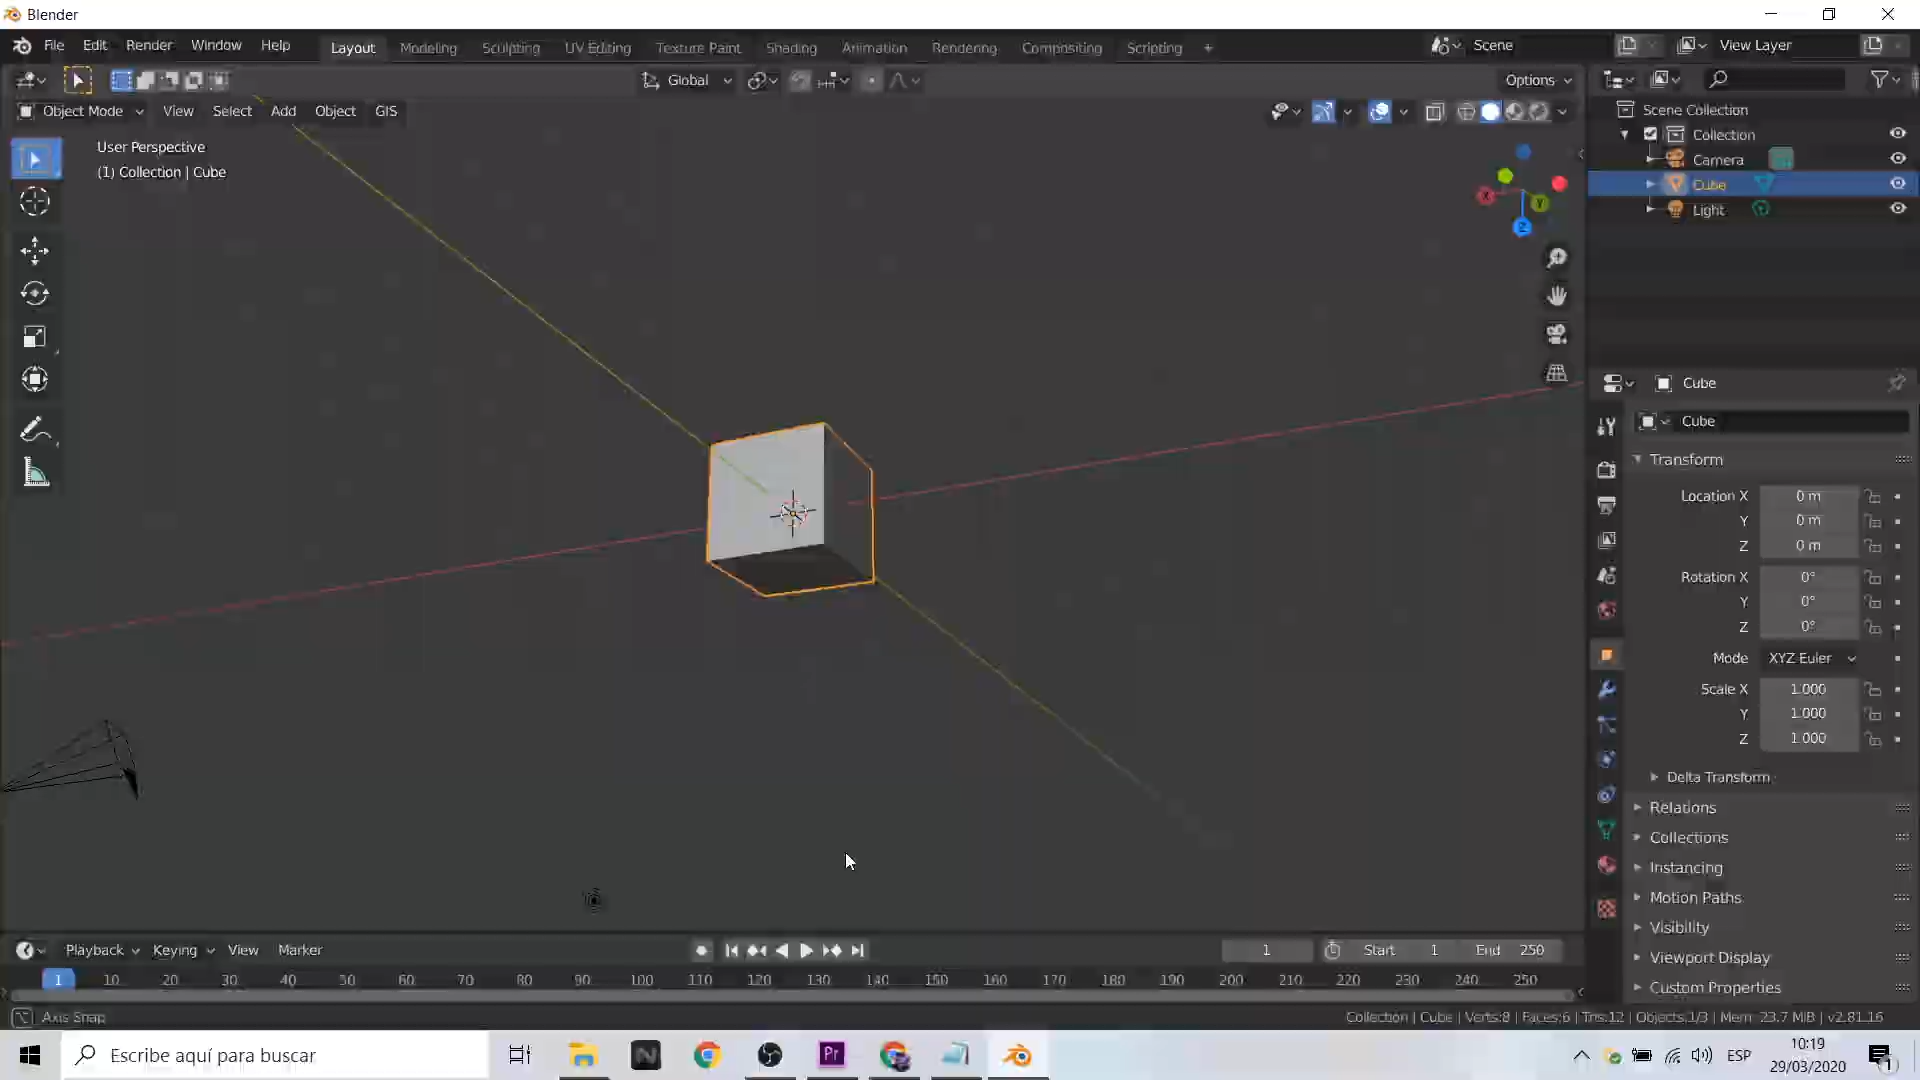 Blender
File Edit Render Window Help Layout Modeling Sculpting UV Editing Texture Paint Shading Animation Rendering Compositing Scripting + Scene View Layer
Global Options
Object Mode View Select Add Object GIS
User Perspective
(1) Collection | Cube
X Y Z
Scene Collection
Collection
Camera
Cube
Light
Cube
Cube
Transform
Location X 0 m
Y 0 m
Z 0 m
Rotation X 0°
Y 0°
Z 0°
Mode XYZ Euler
Scale X 1.000
Y 1.000
Z 1.000
Delta Transform
Relations
Collections
Instancing
Motion Paths
Visibility
Viewport Display
Custom Properties
Playback Keying View Marker 1 Start 1 End 250
1 10 20 30 40 50 60 70 80 90 100 110 120 130 140 150 160 170 180 190 200 210 220 230 240 250
Axis Snap Collection | Cube | Verts:8 | Faces:6 | Tris:12 | Objects:1/3 | Mem: 23.7 MiB | v2.81.16
Escribe aquí para buscar N Pr ESP 10:19
29/03/2020 1